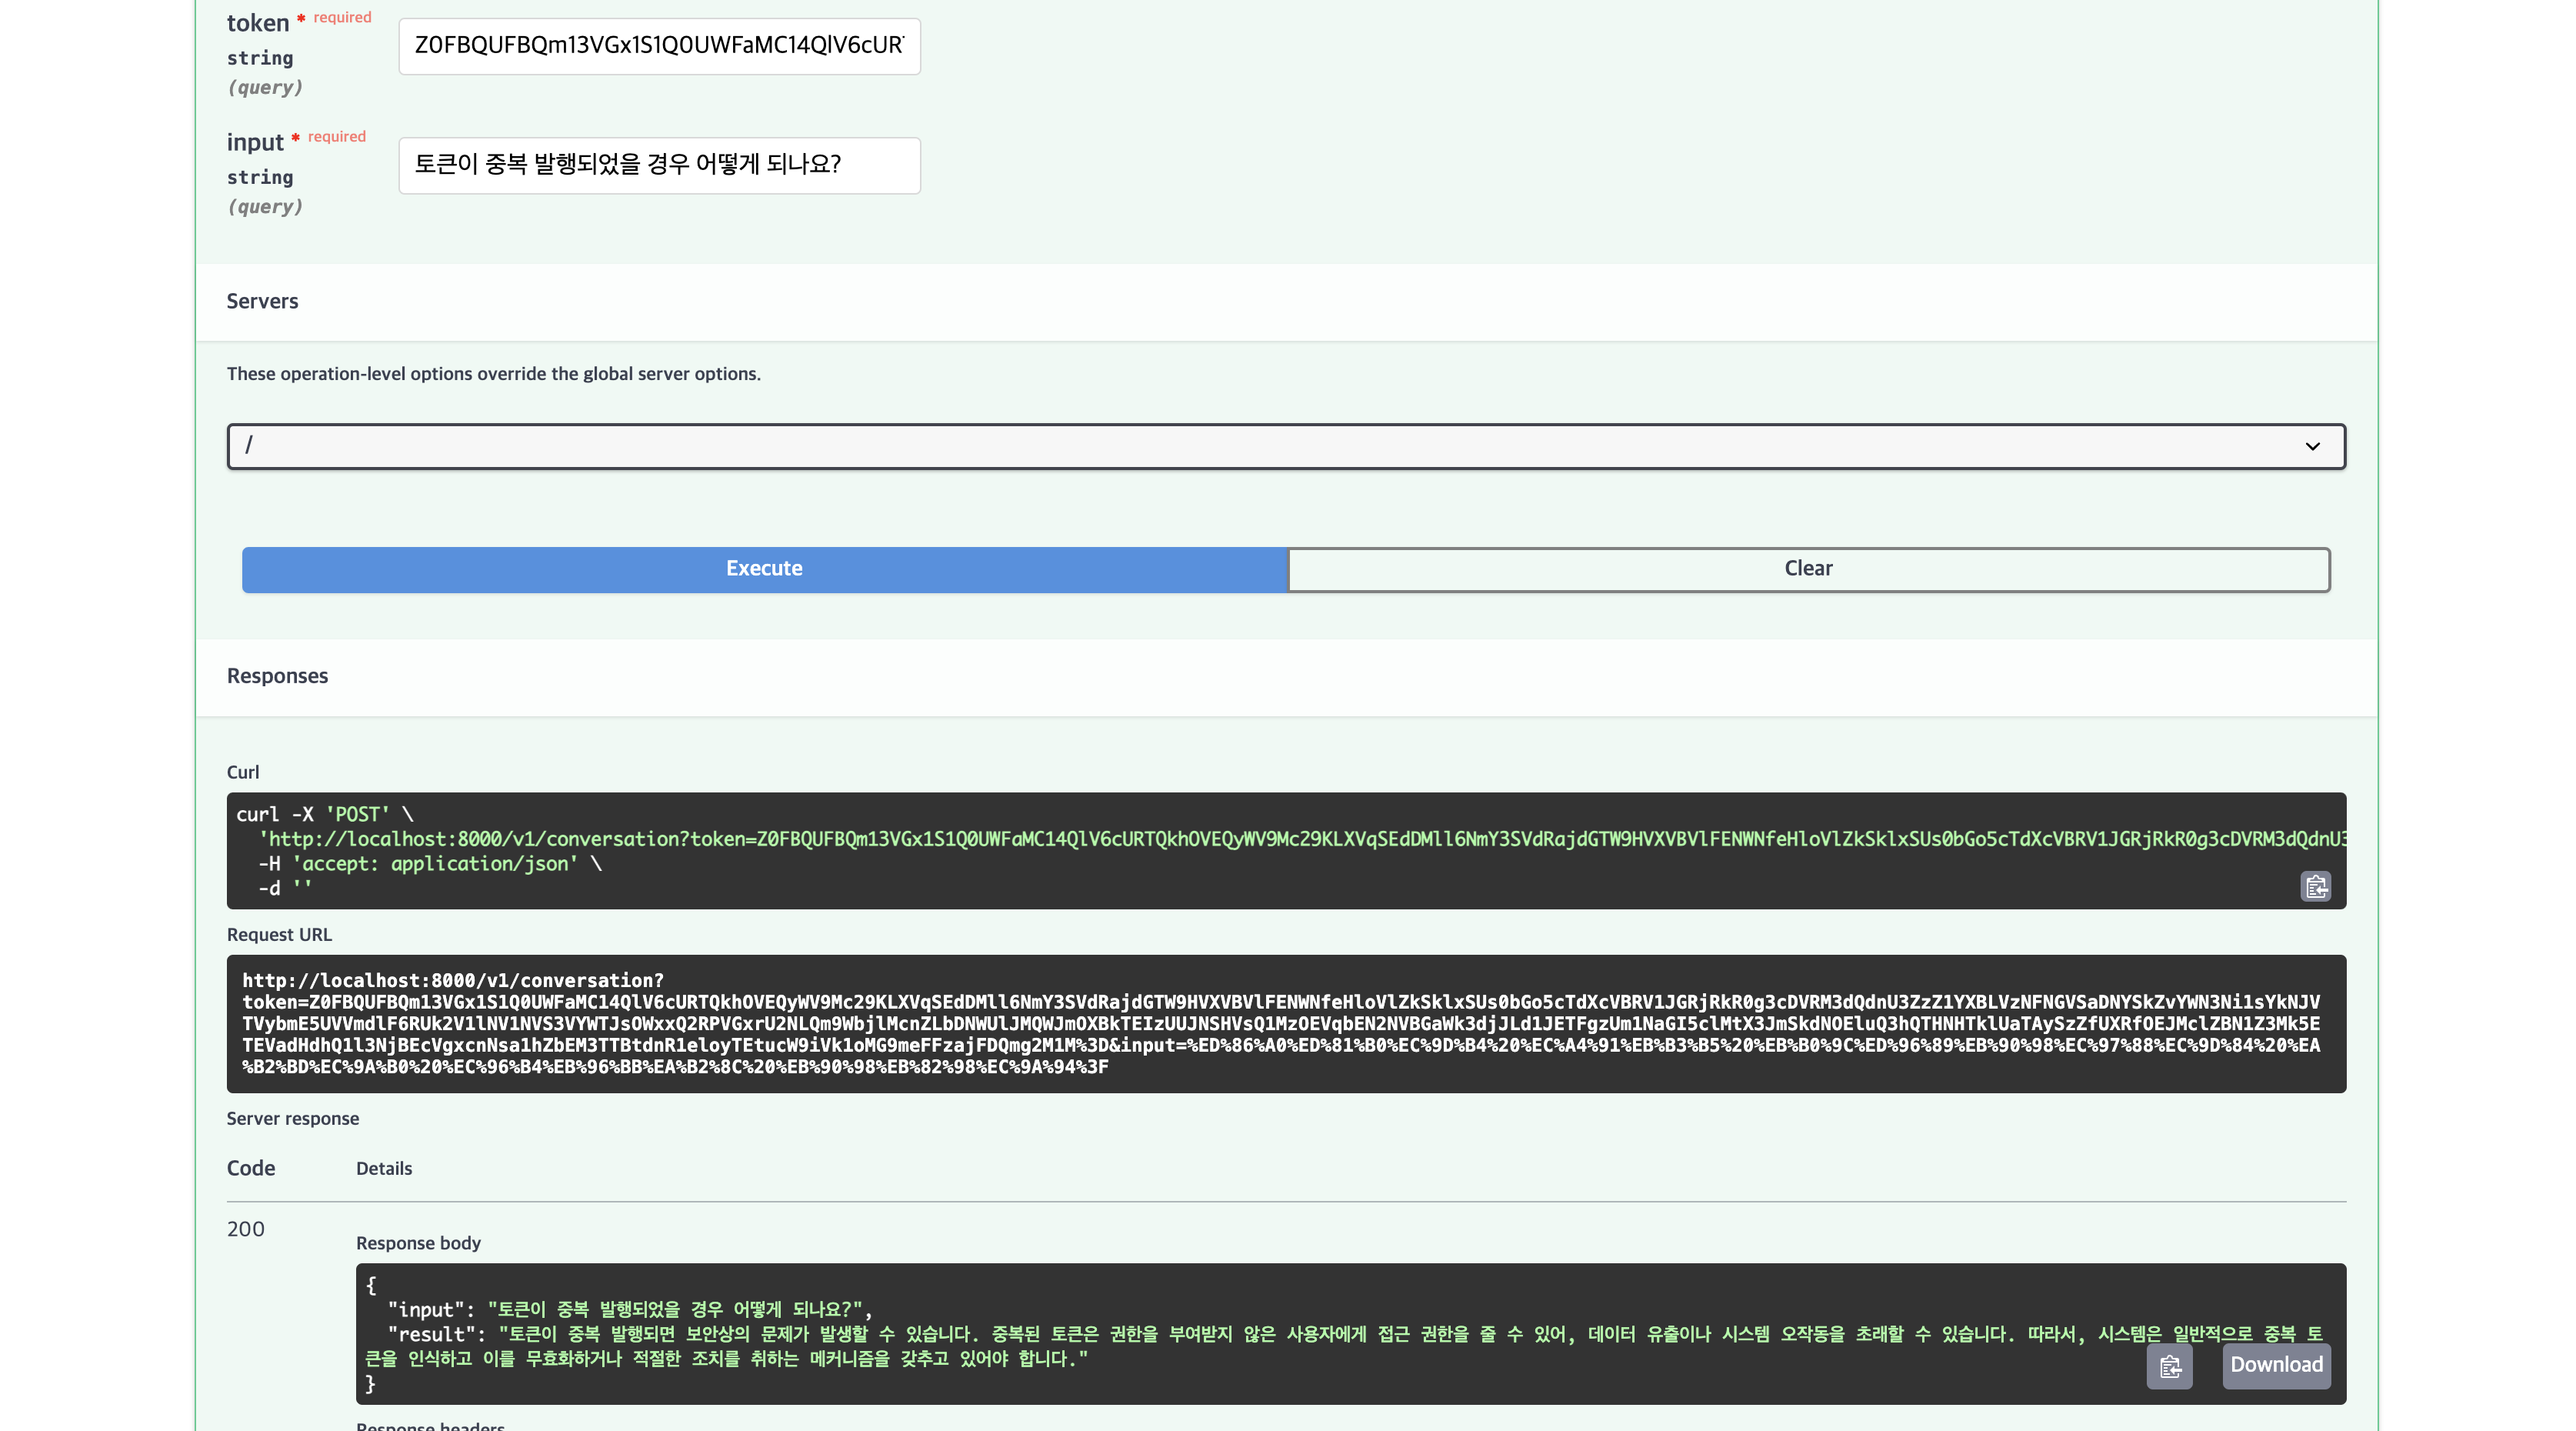 token * required
string
(query)
Z0FBQUFBQm13VGx1S1Q0UWFaMC14QlV6cUR
input * required
string
(query)
토큰이 중복 발행되었을 경우 어떻게 되나요?
Servers
These operation-level options override the global server options.
/
Execute
Clear
Responses
Curl
curl -X 'POST' \
'http://localhost:8000/v1/conversation?token=Z0FBQUFBQm13VGx1S1Q0UWFaMC14QlV6cURTQkhOVEQyWV9Mc29KLXVqSEdDMll6NmY3SVdRajdGTW9HVXVBVlFENWNfeHloVlZkSklxSUs0bGo5cTdXcVBRV1JGRjRkR0g3cDVRM3dQdnU3
-H 'accept: application/json' \
-d ''
Request URL
http://localhost:8000/v1/conversation?
token=Z0FBQUFBQm13VGx1S1Q0UWFaMC14QlV6cURTQkhOVEQyWV9Mc29KLXVqSEdDMll6NmY3SVdRajdGTW9HVXVBVlFENWNfeHloVlZkSklxSUs0bGo5cTdXcVBRV1JGRjRkR0g3cDVRM3dQdnU3ZzZ1YXBLVzNFNGVSaDNYSkZvYWN3Ni1sYkNJV
TVybmE5UVVmdlF6RUk2V1lNV1NVS3VYWTJsOWxxQ2RPVGxrU2NLQm9WbjlMcnZLbDNWUlJMQWJmOXBkTEIzUUJNSHVsQ1MzOEVqbEN2NVBGaWk3djJLd1JETFgzUm1NaGI5clMtX3JmSkdNOEluQ3hQTHNHTklUaTAySzZfUXRfOEJMclZBN1Z3Mk5E
TEVadHdhQ1l3NjBEcVgxcnNsa1hZbEM3TTBtdnR1eloyTEtucW9iVk1oMG9meFFzajFDQmg2M1M%3D&input=%ED%86%A0%ED%81%B0%EC%9D%B4%20%EC%A4%91%EB%B3%B5%20%EB%B0%9C%ED%96%89%EB%90%98%EC%97%88%EC%9D%84%20%EA
%B2%BD%EC%9A%B0%20%EC%96%B4%EB%96%BB%EA%B2%8C%20%EB%90%98%EB%82%98%EC%9A%94%3F
Server response
Code Details
200
Response body
{
"input": "토큰이 중복 발행되었을 경우 어떻게 되나요?",
"result": "토큰이 중복 발행되면 보안상의 문제가 발생할 수 있습니다. 중복된 토큰은 권한을 부여받지 않은 사용자에게 접근 권한을 줄 수 있어, 데이터 유출이나 시스템 오작동을 초래할 수 있습니다. 따라서, 시스템은 일반적으로 중복 토
큰을 인식하고 이를 무효화하거나 적절한 조치를 취하는 메커니즘을 갖추고 있어야 합니다."
}
Download
Response headers